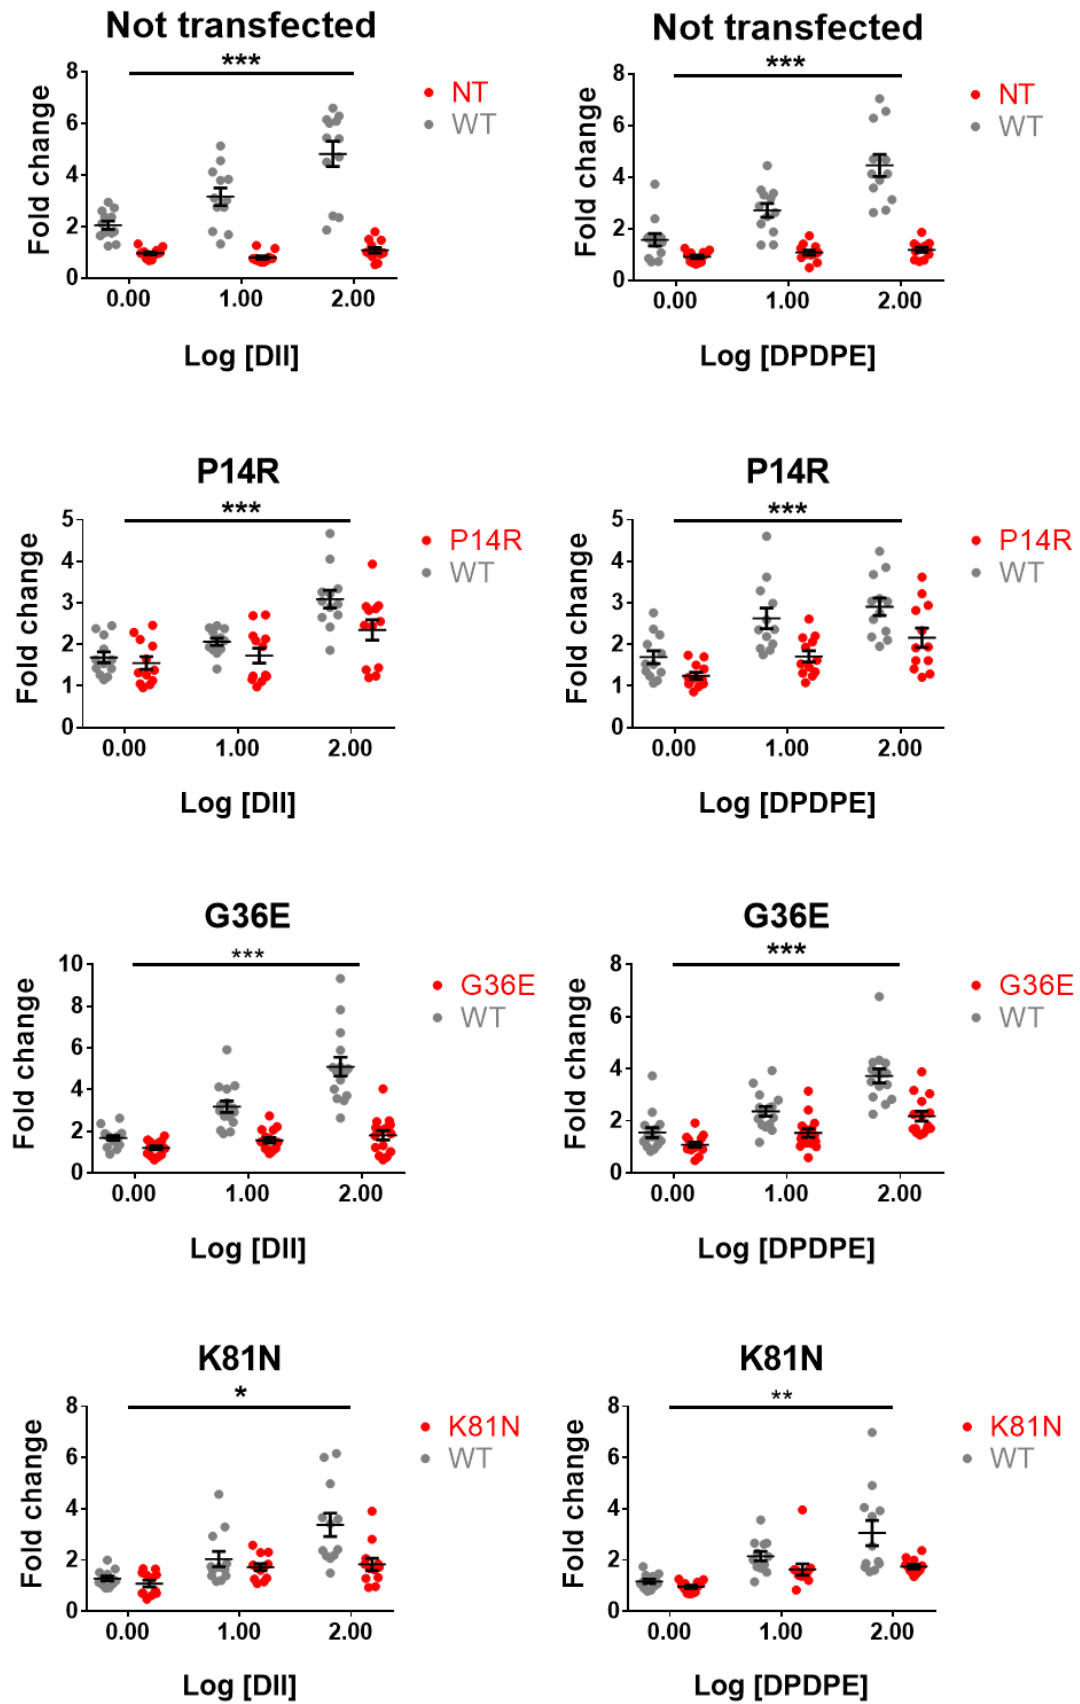 Not transfected
***
8
6
4
2
0
Fold change
0.00 1.00 2.00
Log [DII]
NT
WT
Not transfected
***
8
6
4
2
0
Fold change
0.00 1.00 2.00
Log [DPDPE]
NT
WT
P14R
***
5
4
3
2
1
0
Fold change
0.00 1.00 2.00
Log [DII]
P14R
WT
P14R
***
5
4
3
2
1
0
Fold change
0.00 1.00 2.00
Log [DPDPE]
P14R
WT
G36E
***
10
8
6
4
2
0
Fold change
0.00 1.00 2.00
Log [DII]
G36E
WT
G36E
***
8
6
4
2
0
Fold change
0.00 1.00 2.00
Log [DPDPE]
G36E
WT
K81N
*
8
6
4
2
0
Fold change
0.00 1.00 2.00
Log [DII]
K81N
WT
K81N
**
8
6
4
2
0
Fold change
0.00 1.00 2.00
Log [DPDPE]
K81N
WT